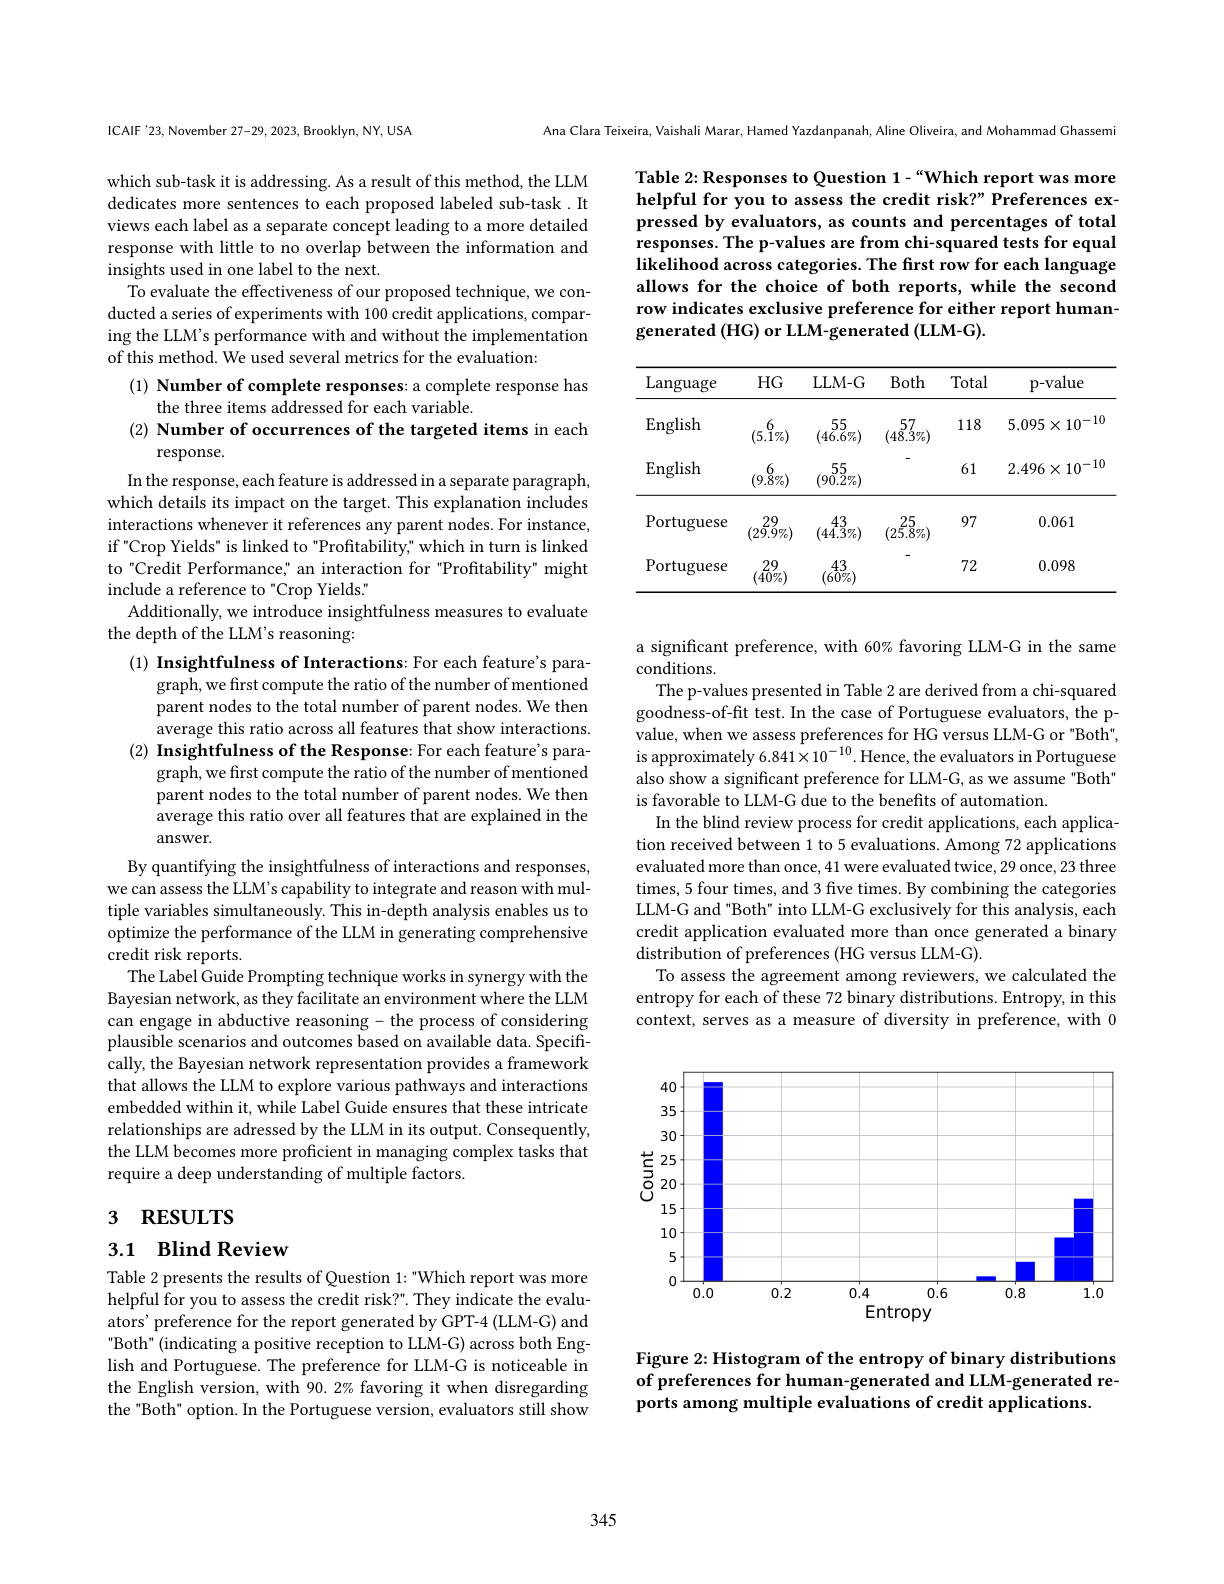 ICAIF '23, November 27–29, 2023, Brooklyn, NY, USA
Ana Clara Teixeira, Vaishali Marar, Hamed Yazdanpanah, Aline Oliveira, and Mohammad Ghassemi
which sub-task it is addressing. As a result of this method, the LLM
dedicates more sentences to each proposed labeled sub-task . It
views each label as a separate concept leading to a more detailed
response with little to no overlap between the information and
insights used in one label to the next.
To evaluate the effectiveness of our proposed technique, we con-
ducted a series of experiments with 100 credit applications, compar-
ing the LLM's performance with and without the implementation
of this method. We used several metrics for the evaluation:
(1) Number of complete responses: a complete response has
the three items addressed for each variable.
(2) Number of occurrences of the targeted items in each
response.
In the response, each feature is addressed in a separate paragraph,
which details its impact on the target. This explanation includes
interactions whenever it references any parent nodes. For instance,
if "Crop Yields" is linked to "Profitability," which in turn is linked
to "Credit Performance," an interaction for "Profitability" might
include a reference to "Crop Yields."
Additionally, we introduce insightfulness measures to evaluate
the depth of the LLM's reasoning:
(1) Insightfulness of Interactions: For each feature's para-
graph, we first compute the ratio of the number of mentioned
parent nodes to the total number of parent nodes. We then
average this ratio across all features that show interactions.
(2) Insightfulness of the Response: For each feature's para-
graph, we first compute the ratio of the number of mentioned
parent nodes to the total number of parent nodes. We then
average this ratio over all features that are explained in the
answer.
By quantifying the insightfulness of interactions and responses,
we can assess the LLM's capability to integrate and reason with mul-
tiple variables simultaneously. This in-depth analysis enables us to
optimize the performance of the LLM in generating comprehensive
credit risk reports.
The Label Guide Prompting technique works in synergy with the
Bayesian network, as they facilitate an environment where the LLM
can engage in abductive reasoning – the process of considering
plausible scenarios and outcomes based on available data. Specifi-
cally, the Bayesian network representation provides a framework
that allows the LLM to explore various pathways and interactions
embedded within it, while Label Guide ensures that these intricate
relationships are adressed by the LLM in its output. Consequently,
the LLM becomes more proficient in managing complex tasks that
require a deep understanding of multiple factors.
3 RESULTS
3.1 Blind Review
Table 2 presents the results of Question 1: "Which report was more
helpful for you to assess the credit risk?". They indicate the evalu-
ators' preference for the report generated by GPT-4 (LLM-G) and
"Both" (indicating a positive reception to LLM-G) across both Eng-
lish and Portuguese. The preference for LLM-G is noticeable in
the English version, with 90. 2% favoring it when disregarding
the "Both" option. In the Portuguese version, evaluators still show
Table 2: Responses to Question 1 - “Which report was more
helpful for you to assess the credit risk?” Preferences ex-
pressed by evaluators, as counts and percentages of total
responses. The p-values are from chi-squared tests for equal
likelihood across categories. The first row for each language
allows for the choice of both reports, while the second
row indicates exclusive preference for either report human-
generated (HG) or LLM-generated (LLM-G).
Language HG LLM-G Both Total p-value
English 6 55 57 118 5.095 × 10⁻¹⁰
(5.1%) (46.6%) (48.3%)
English 6 55 - 61 2.496 × 10⁻¹⁰
(9.8%) (90.2%)
Portuguese 29 43 25 97 0.061
(29.9%) (44.3%) (25.8%)
Portuguese 29 43 - 72 0.098
(40%) (60%)
a significant preference, with 60% favoring LLM-G in the same
conditions.
The p-values presented in Table 2 are derived from a chi-squared
goodness-of-fit test. In the case of Portuguese evaluators, the p-
value, when we assess preferences for HG versus LLM-G or "Both",
is approximately 6.841×10⁻¹⁰. Hence, the evaluators in Portuguese
also show a significant preference for LLM-G, as we assume "Both"
is favorable to LLM-G due to the benefits of automation.
In the blind review process for credit applications, each applica-
tion received between 1 to 5 evaluations. Among 72 applications
evaluated more than once, 41 were evaluated twice, 29 once, 23 three
times, 5 four times, and 3 five times. By combining the categories
LLM-G and "Both" into LLM-G exclusively for this analysis, each
credit application evaluated more than once generated a binary
distribution of preferences (HG versus LLM-G).
To assess the agreement among reviewers, we calculated the
entropy for each of these 72 binary distributions. Entropy, in this
context, serves as a measure of diversity in preference, with 0
Count
40
35
30
25
20
15
10
5
0
0.0 0.2 0.4 0.6 0.8 1.0
Entropy
Figure 2: Histogram of the entropy of binary distributions
of preferences for human-generated and LLM-generated re-
ports among multiple evaluations of credit applications.
345